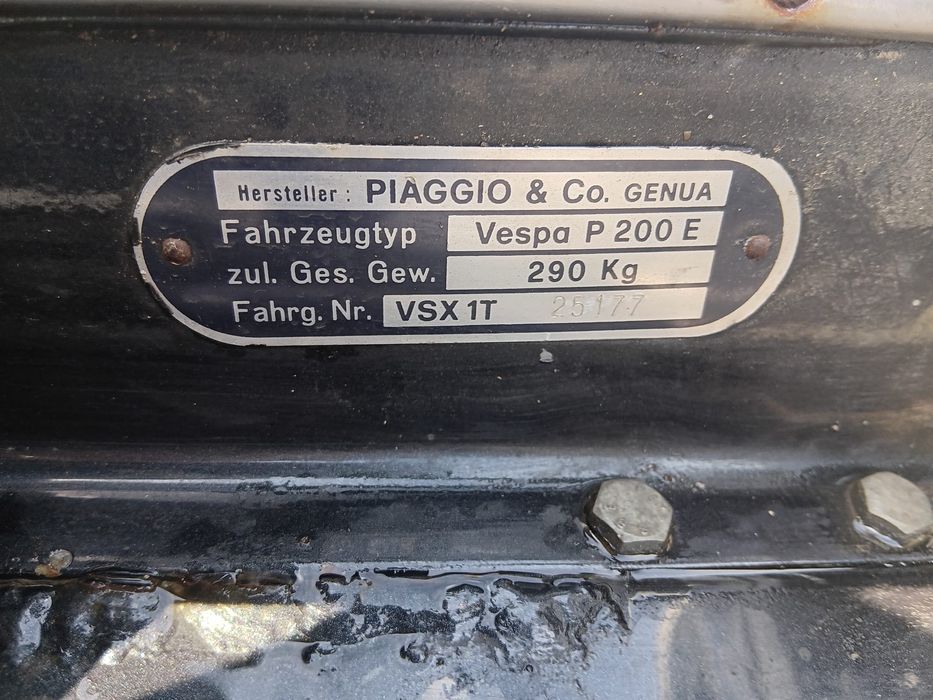 Hersteller: PIAGGIO & Co. GENUA
Fahrzeugtyp Vespa P 200 E
zul. Ges. Gew. 290 Kg
Fahrg. Nr. VSX 1T 25177